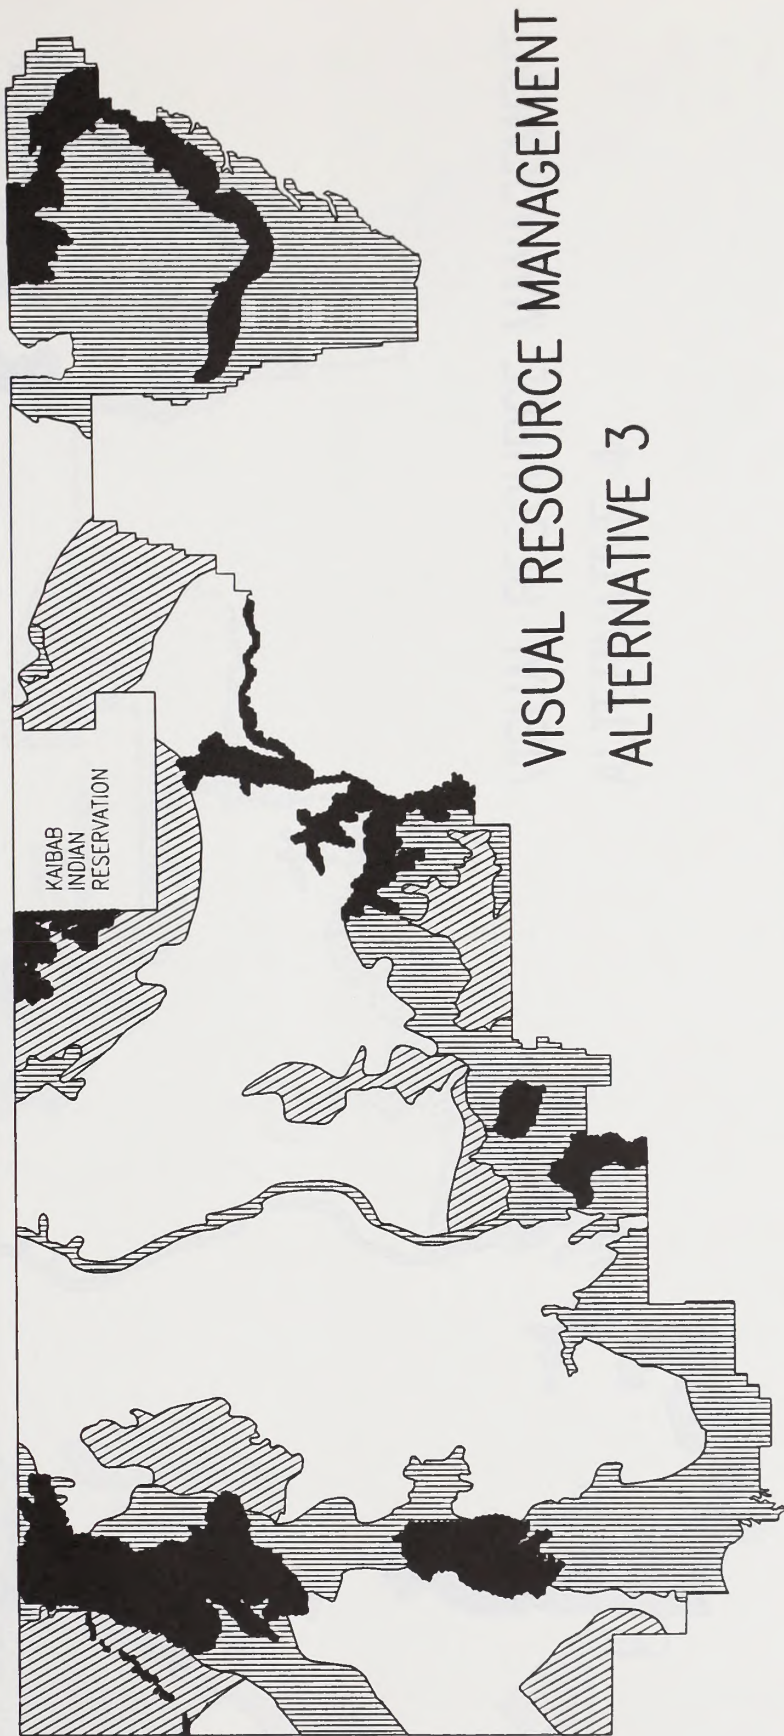 KAIBAB
INDIAN
RESERVATION
VISUAL RESOURCE MANAGEMENT
ALTERNATIVE 3